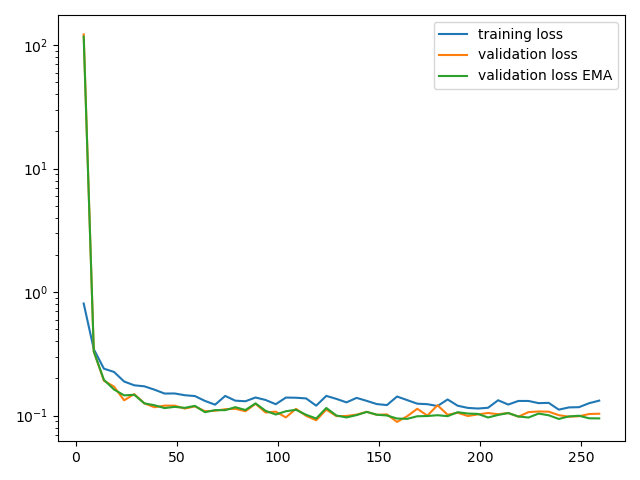 training loss
validation loss
validation loss EMA
10²
10¹
10⁰
10⁻¹
0 50 100 150 200 250